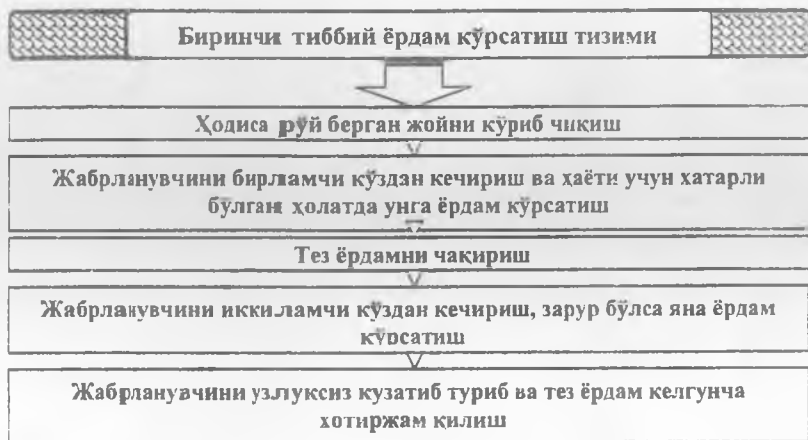 Биринчи тиббий ёрдам кўрсатиш тизими
Ҳодиса рўй берган жойни кўриб чиқиш
Жабрланувчини бирламчи кўздан кечириш ва ҳаёти учун хатарли
бўлган ҳолатда унга ёрдам кўрсатиш
Тез ёрдамни чақириш
Жабрланувчини иккиламчи кўздан кечириш, зарур бўлса яна ёрдам
кўрсатиш
Жабрланувчини узлуксиз кузатиб туриб ва тез ёрдам келгунча
хотиржам қилиш